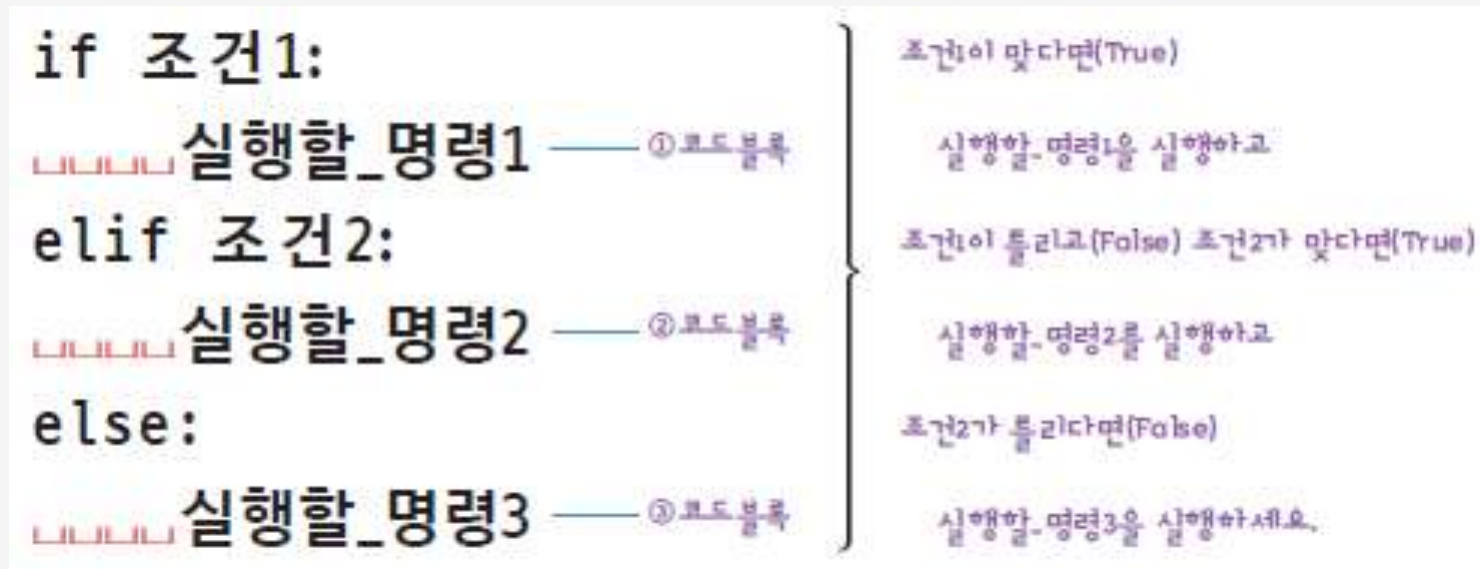 if 조건1:
실행할_명령1 ①코드 블록
elif 조건2:
실행할_명령2 ②코드 블록
else:
실행할_명령3 ③코드 블록
조건1이 맞다면(True)
실행할_명령1을 실행하고
조건1이 틀리고(False) 조건2가 맞다면(True)
실행할_명령2를 실행하고
조건2가 틀리다면(False)
실행할_명령3을 실행하세요.